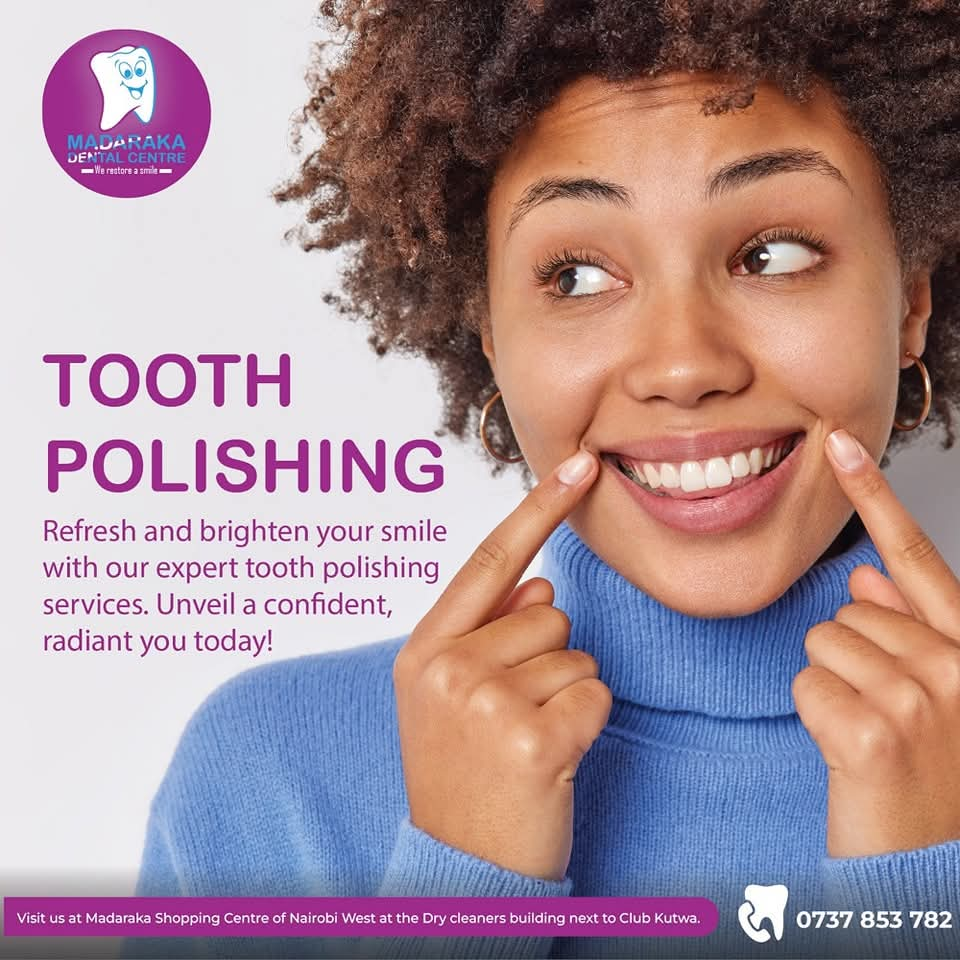 MADARAKA
DENTAL CENTRE
We restore a smile
TOOTH
POLISHING
Refresh and brighten your smile
with our expert tooth polishing
services. Unveil a confident,
radiant you today!
Visit us at Madaraka Shopping Centre of Nairobi West at the Dry cleaners building next to Club Kutwa.
0737 853 782